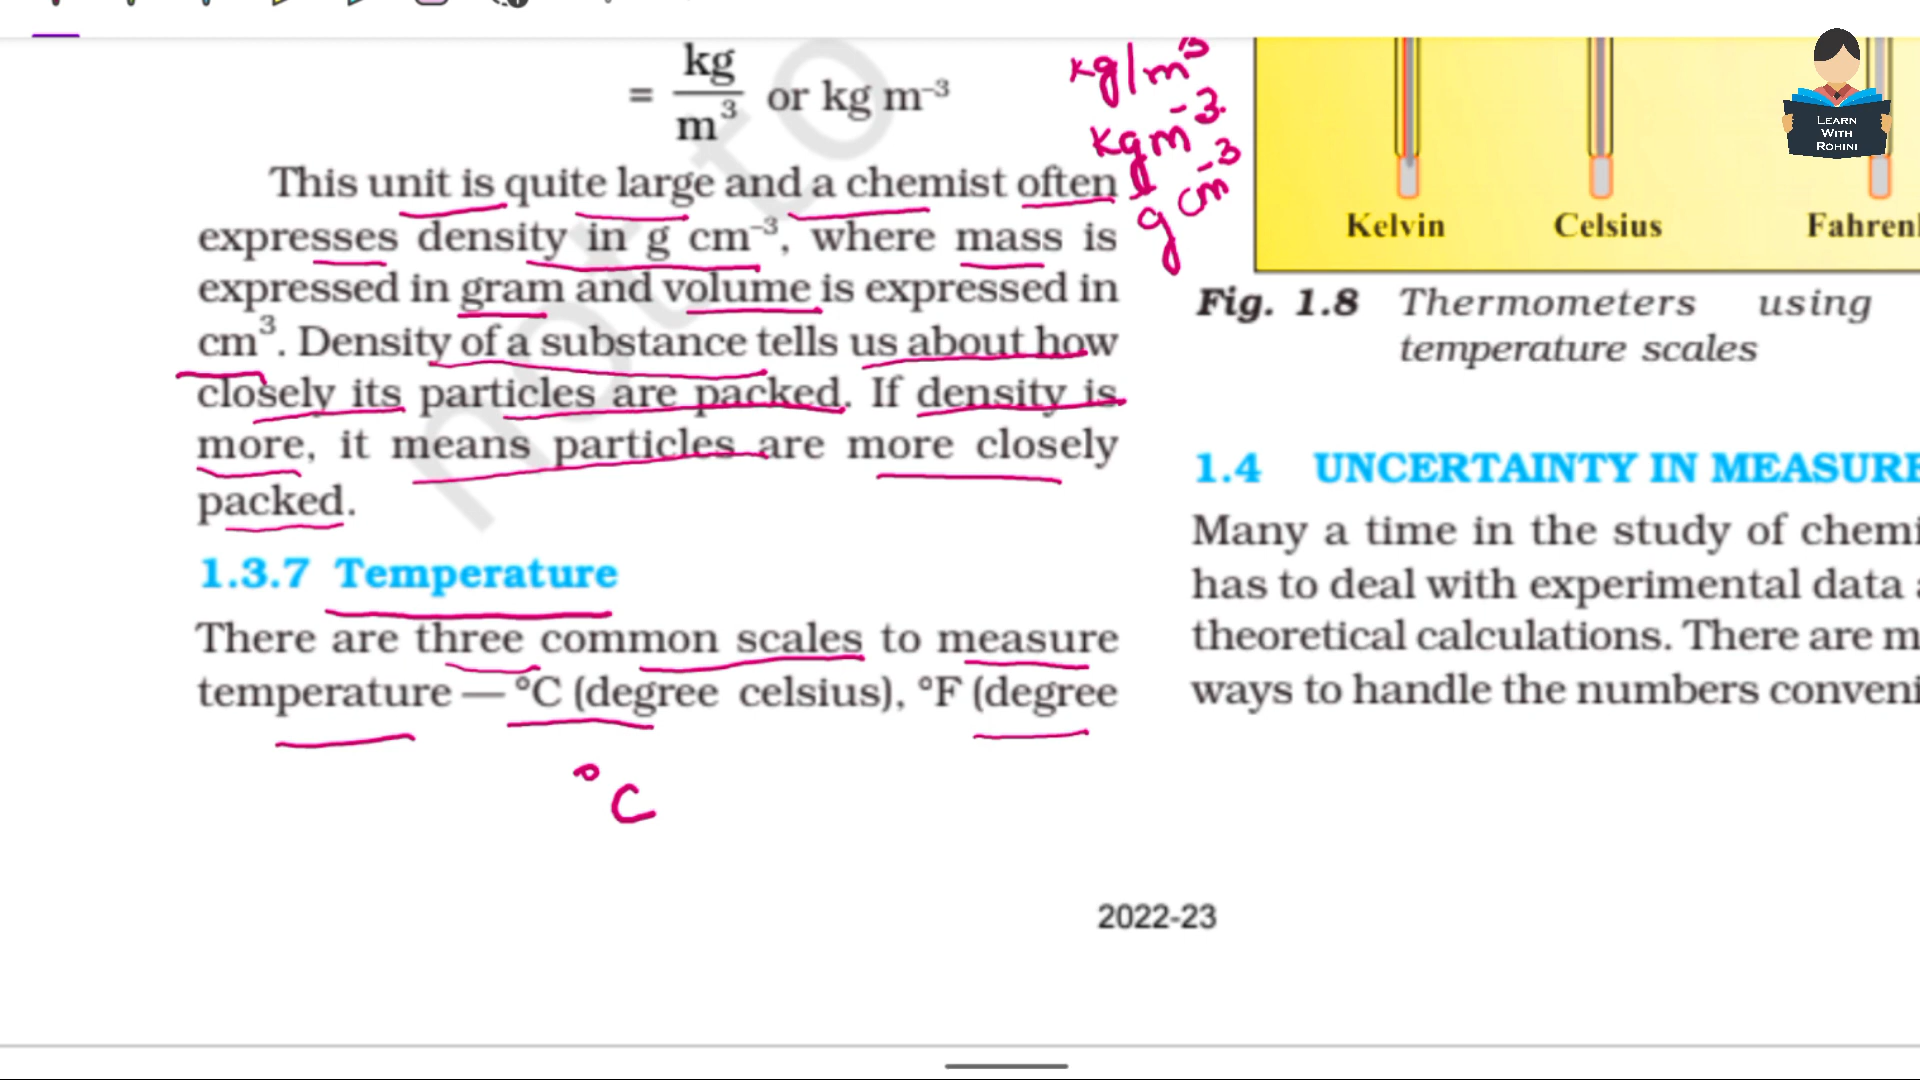 = kg/m³ or kg m⁻³
kg/m³
kgm⁻³
g cm⁻³
This unit is quite large and a chemist often
expresses density in g cm⁻³, where mass is
expressed in gram and volume is expressed in
cm³. Density of a substance tells us about how
closely its particles are packed. If density is
more, it means particles are more closely
packed.
1.3.7 Temperature
There are three common scales to measure
temperature — °C (degree celsius), °F (degree
°C
Kelvin Celsius Fahrenl
LEARN
WITH
ROHINI
Fig. 1.8 Thermometers using
temperature scales
1.4 UNCERTAINTY IN MEASURE
Many a time in the study of chemi
has to deal with experimental data a
theoretical calculations. There are m
ways to handle the numbers conveni
2022-23